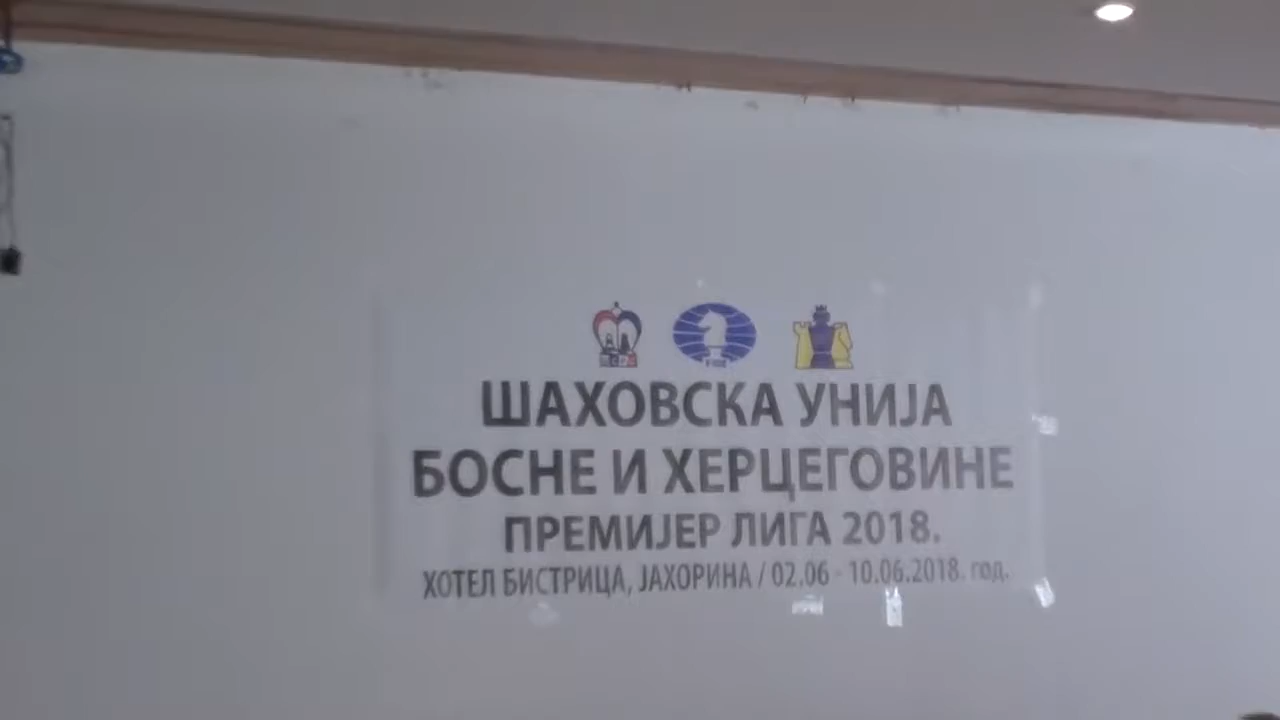 ШАХОВСКА УНИЈА
БОСНЕ И ХЕРЦЕГОВИНЕ
ПРЕМИЈЕР ЛИГА 2018.
ХОТЕЛ БИСТРИЦА, ЈАХОРИНА / 02.06 - 10.06.2018. год.